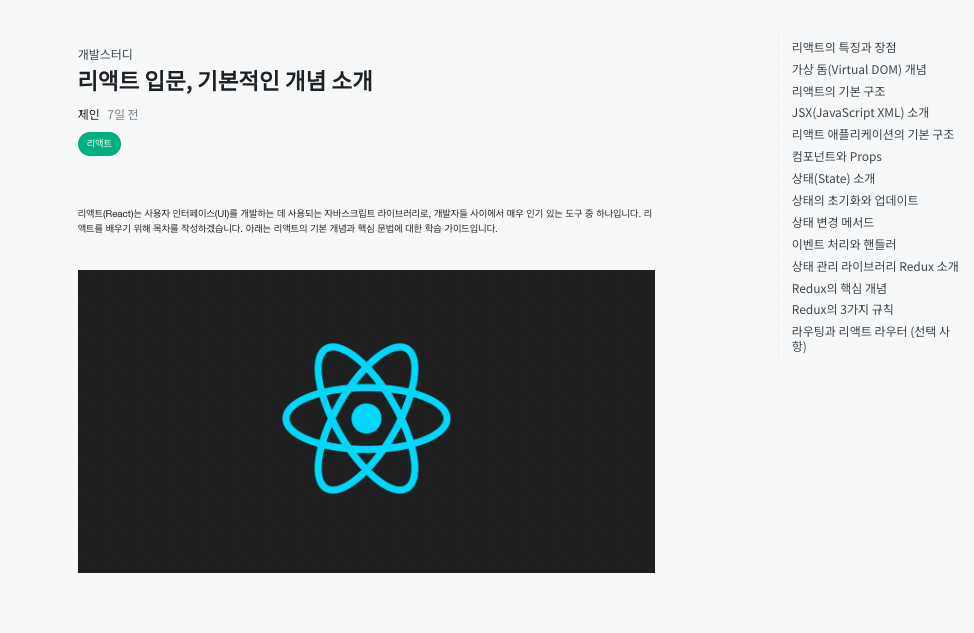 개발스터디
리액트 입문, 기본적인 개념 소개
제인 7일 전
리액트
리액트(React)는 사용자 인터페이스(UI)를 개발하는 데 사용되는 자바스크립트 라이브러리로, 개발자들 사이에서 매우 인기 있는 도구 중 하나입니다. 리
액트를 배우기 위해 목차를 작성하겠습니다. 아래는 리액트의 기본 개념과 핵심 문법에 대한 학습 가이드입니다.
리액트의 특징과 장점
가상 돔(Virtual DOM) 개념
리액트의 기본 구조
JSX(JavaScript XML) 소개
리액트 애플리케이션의 기본 구조
컴포넌트와 Props
상태(State) 소개
상태의 초기화와 업데이트
상태 변경 메서드
이벤트 처리와 핸들러
상태 관리 라이브러리 Redux 소개
Redux의 핵심 개념
Redux의 3가지 규칙
라우팅과 리액트 라우터 (선택 사
항)